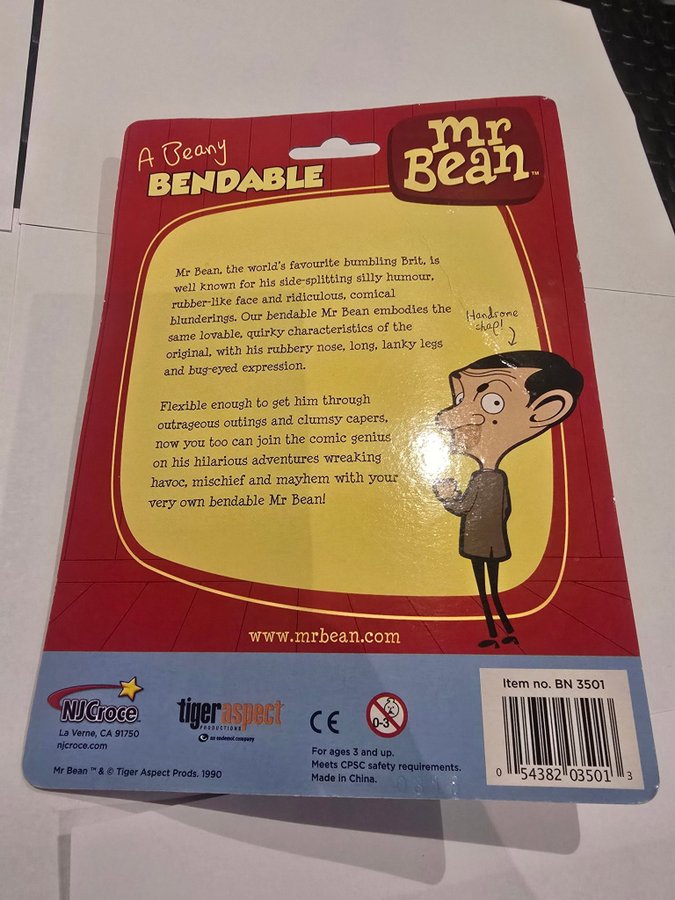 A Beany
BENDABLE
mr
Bean™
Mr Bean, the world's favourite bumbling Brit, is
well known for his side-splitting silly humour,
rubber-like face and ridiculous, comical
blunderings. Our bendable Mr Bean embodies the
same lovable, quirky characteristics of the
original, with his rubbery nose, long, lanky legs
and bug-eyed expression.
Handsome
chap!
Flexible enough to get him through
outrageous outings and clumsy capers,
now you too can join the comic genius
on his hilarious adventures wreaking
havoc, mischief and mayhem with your
very own bendable Mr Bean!
www.mrbean.com
NJCroce
La Verne, CA 91750
njcroce.com
tigeraspect
PRODUCTIONS
an endemol company
CE
0-3
For ages 3 and up.
Meets CPSC safety requirements.
Made in China.
Mr Bean ™ & © Tiger Aspect Prods. 1990
Item no. BN 3501
0 54382 03501 3